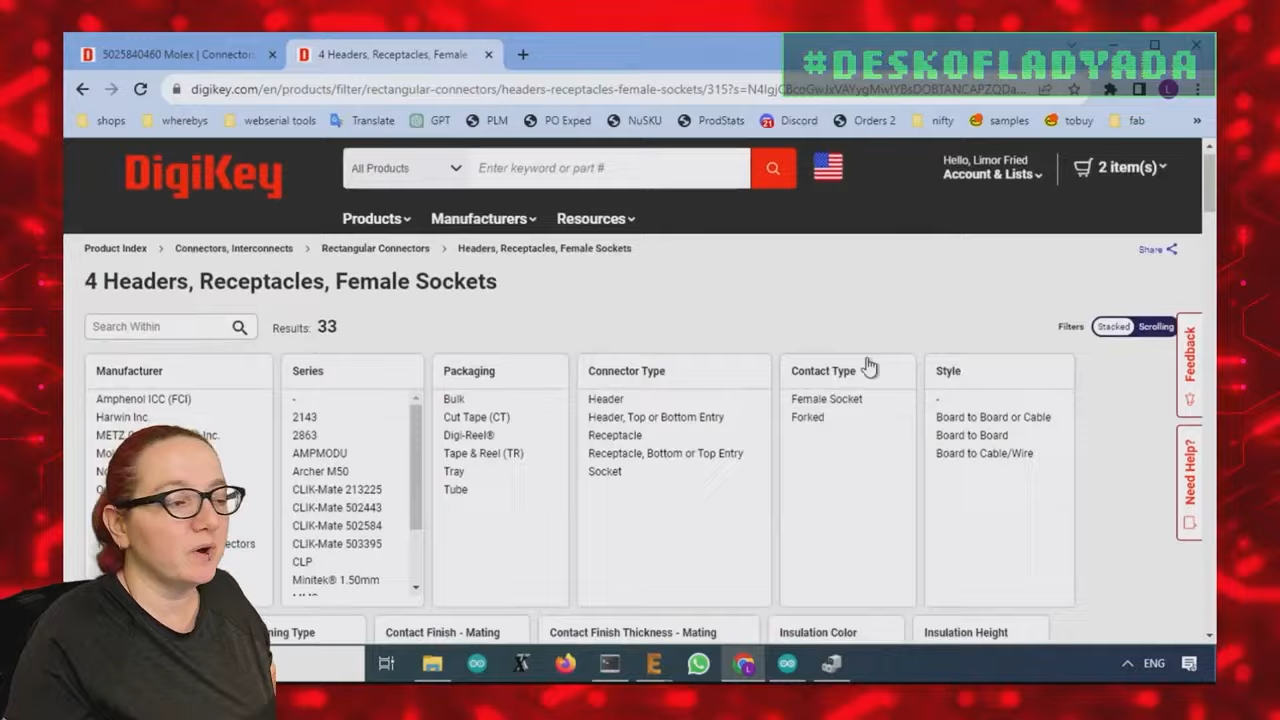 5025840460 Molex | Connector
4 Headers, Receptacles, Female
#DESKOFLADYADA
digikey.com/en/products/filter/rectangular-connectors/headers-receptacles-female-sockets/315?s=
shops
whereby
webserial tools
Translate
GPT
PLM
PO Exped
NuSKU
ProdStats
21
Discord
Orders 2
nifty
samples
tobuy
fab
»
DigiKey
All Products
Enter keyword or part #
Hello, Limor Fried
Account & Lists
2 item(s)
Products
Manufacturers
Resources
Product Index > Connectors, Interconnects > Rectangular Connectors > Headers, Receptacles, Female Sockets
Share
4 Headers, Receptacles, Female Sockets
Search Within
Results: 33
Filters
Stacked
Scrolling
Feedback
Need Help?
Manufacturer
Amphenol ICC (FCI)
Harwin Inc.
METZ
Inc.
ectors
Series
-
2143
2863
AMPMODU
Archer M50
CLIK-Mate 213225
CLIK-Mate 502443
CLIK-Mate 502584
CLIK-Mate 503395
CLP
Minitek® 1.50mm
Packaging
Bulk
Cut Tape (CT)
Digi-Reel®
Tape & Reel (TR)
Tray
Tube
Connector Type
Header
Header, Top or Bottom Entry
Receptacle
Receptacle, Bottom or Top Entry
Socket
Contact Type
Female Socket
Forked
Style
-
Board to Board or Cable
Board to Board
Board to Cable/Wire
ning Type
Contact Finish - Mating
Contact Finish Thickness - Mating
Insulation Color
Insulation Height
ENG